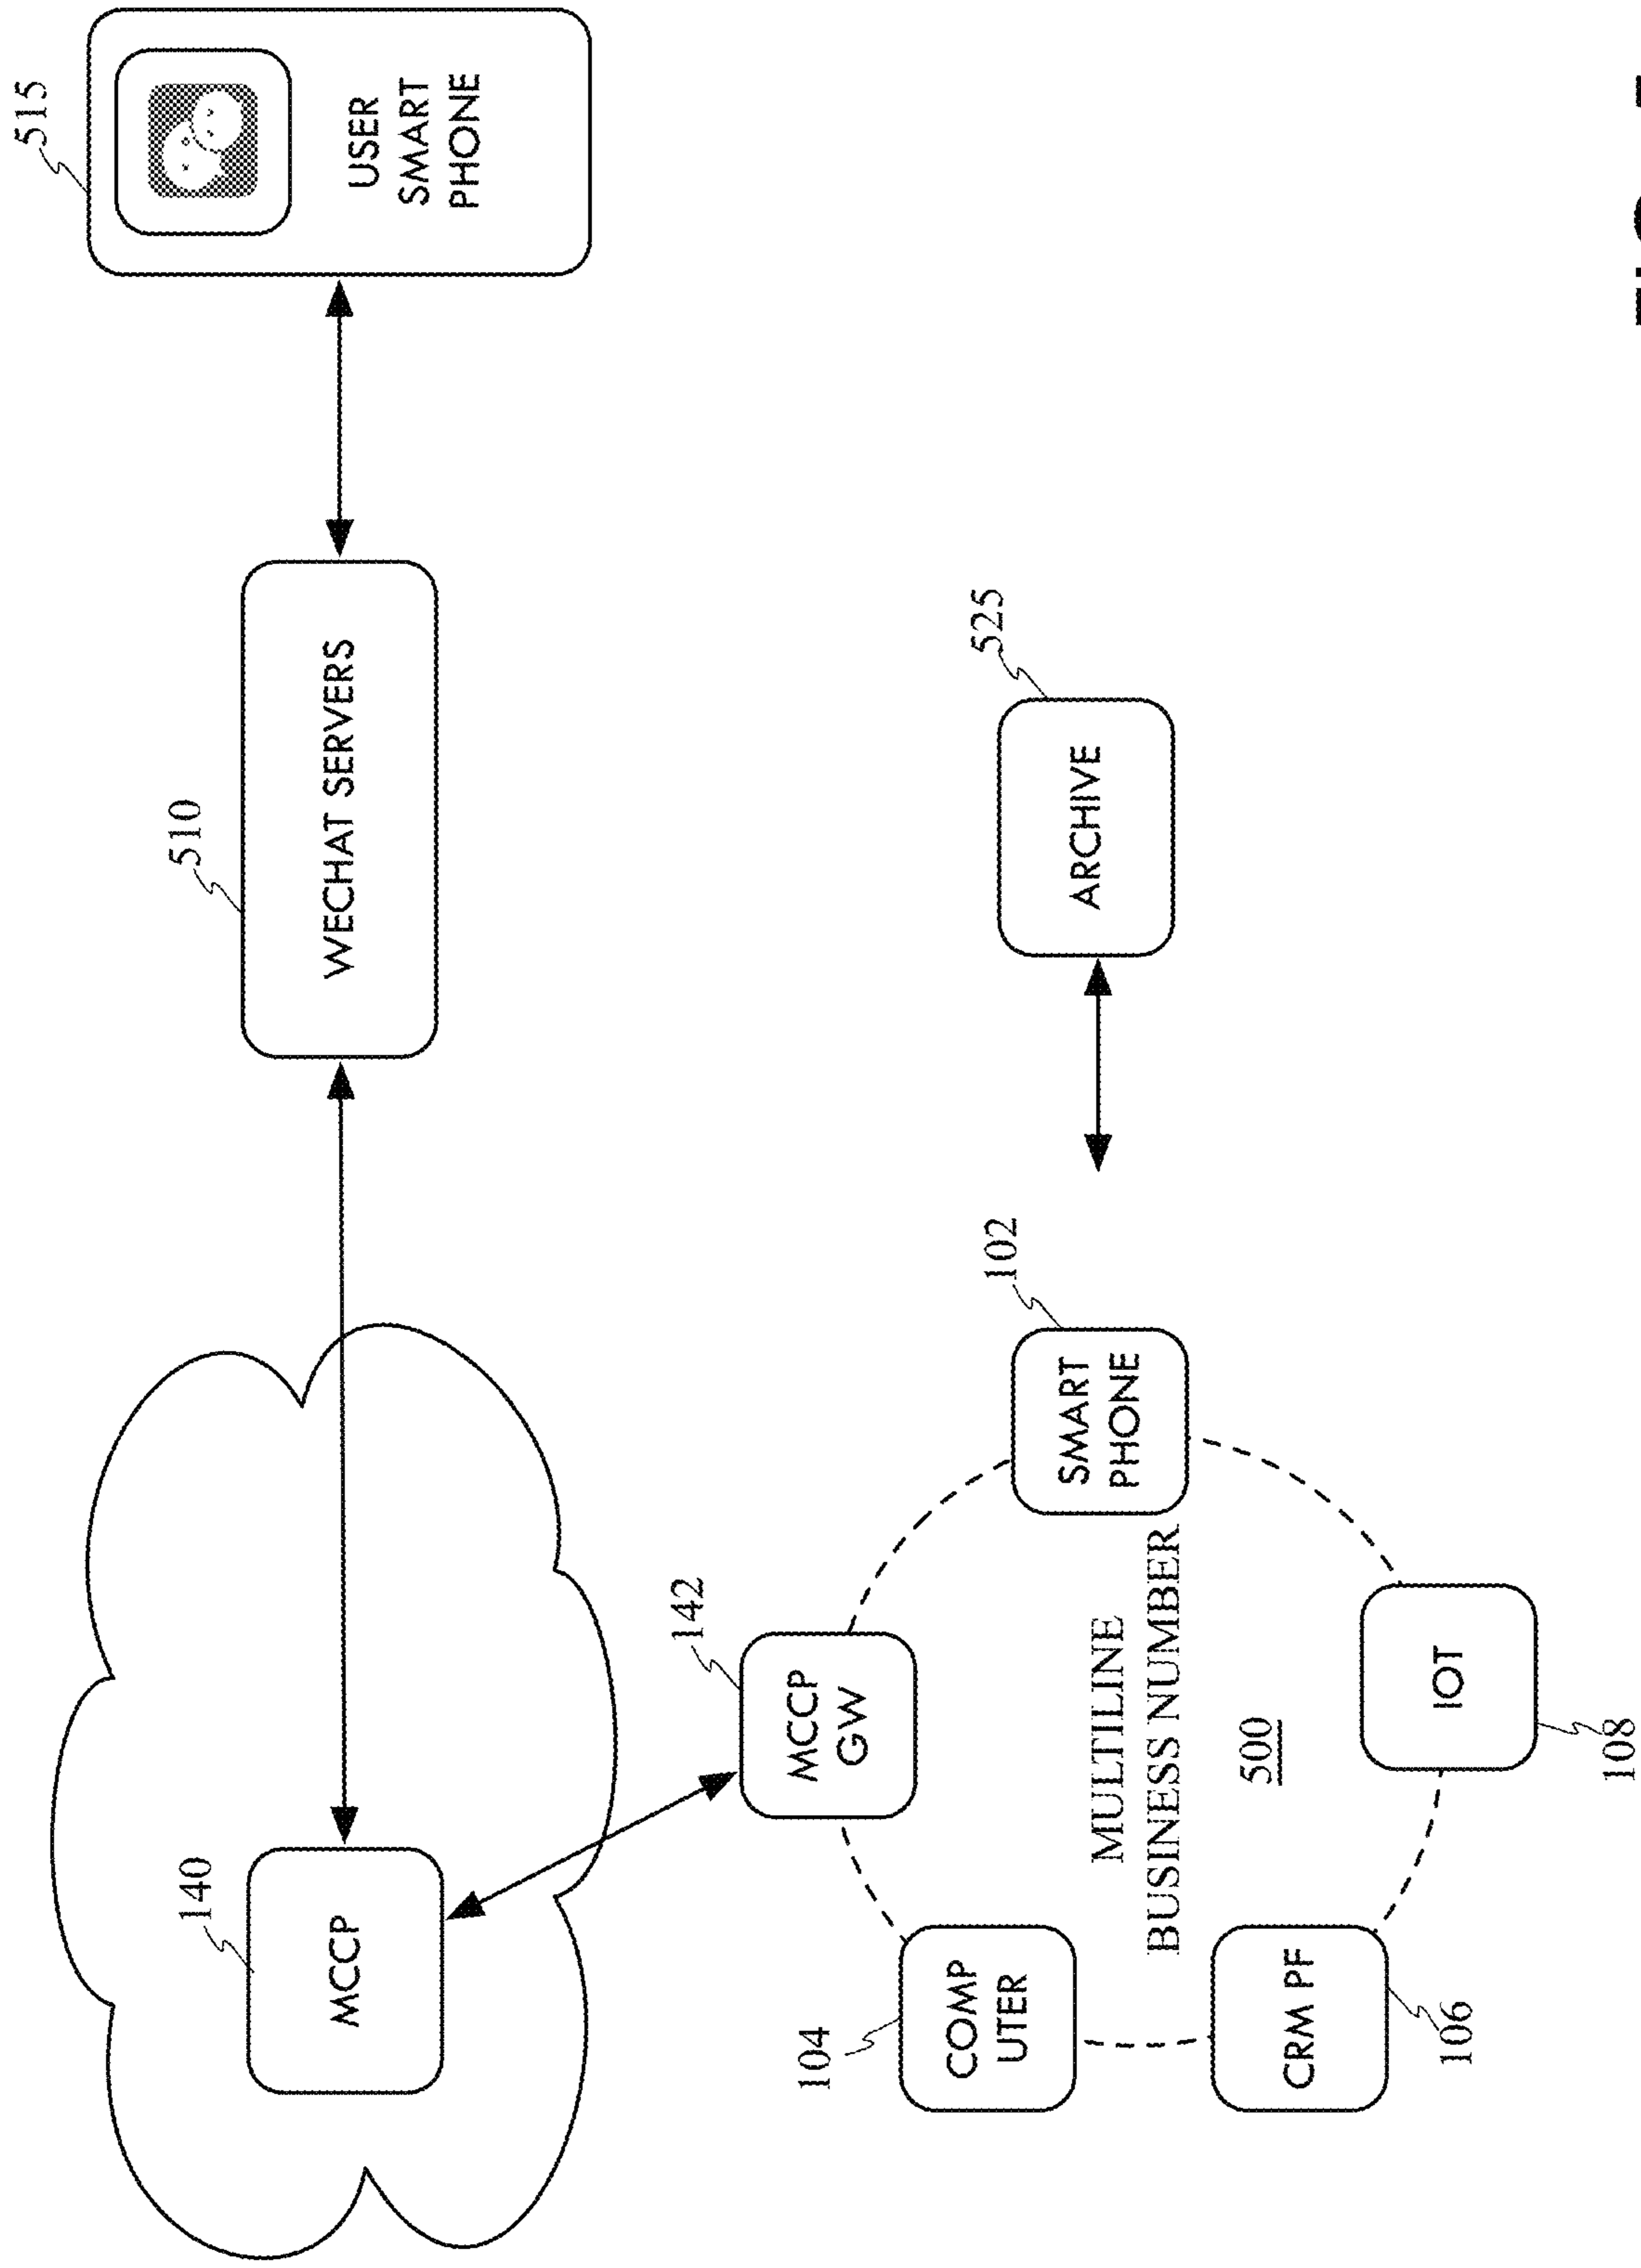 515
140
510
MCCP
WECHAT SERVERS
USER
SMART
PHONE
142
MCCP
GW
104
COMP
UTER
525
ARCHIVE
102
SMART
PHONE
MULTILINE
BUSINESS NUMBER
500
CRM PF
106
IOT
108